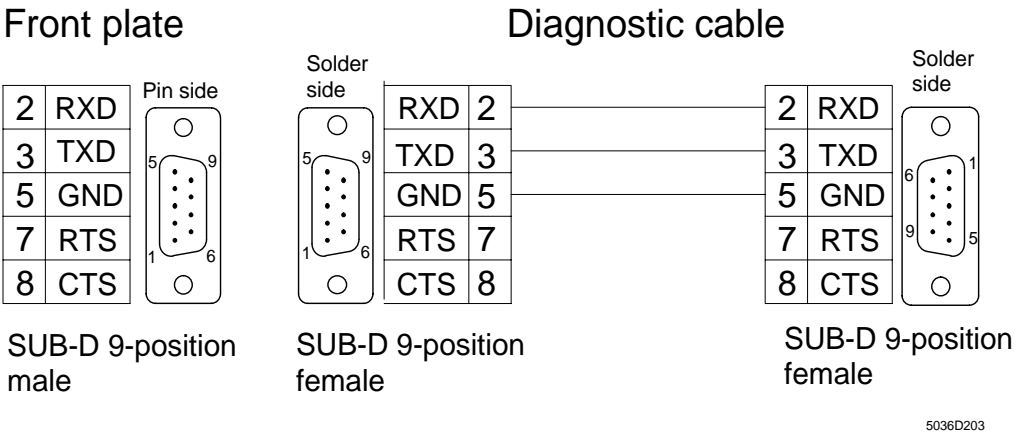 Front plate
Diagnostic cable
2 RXD
3 TXD
5 GND
7 RTS
8 CTS
Pin side
5 9
1 6
SUB-D 9-position
male
Solder
side
5 9
1 6
RXD 2
TXD 3
GND 5
RTS 7
CTS 8
SUB-D 9-position
female
2 RXD
3 TXD
5 GND
7 RTS
8 CTS
Solder
side
6 1
9 5
SUB-D 9-position
female
5036D203